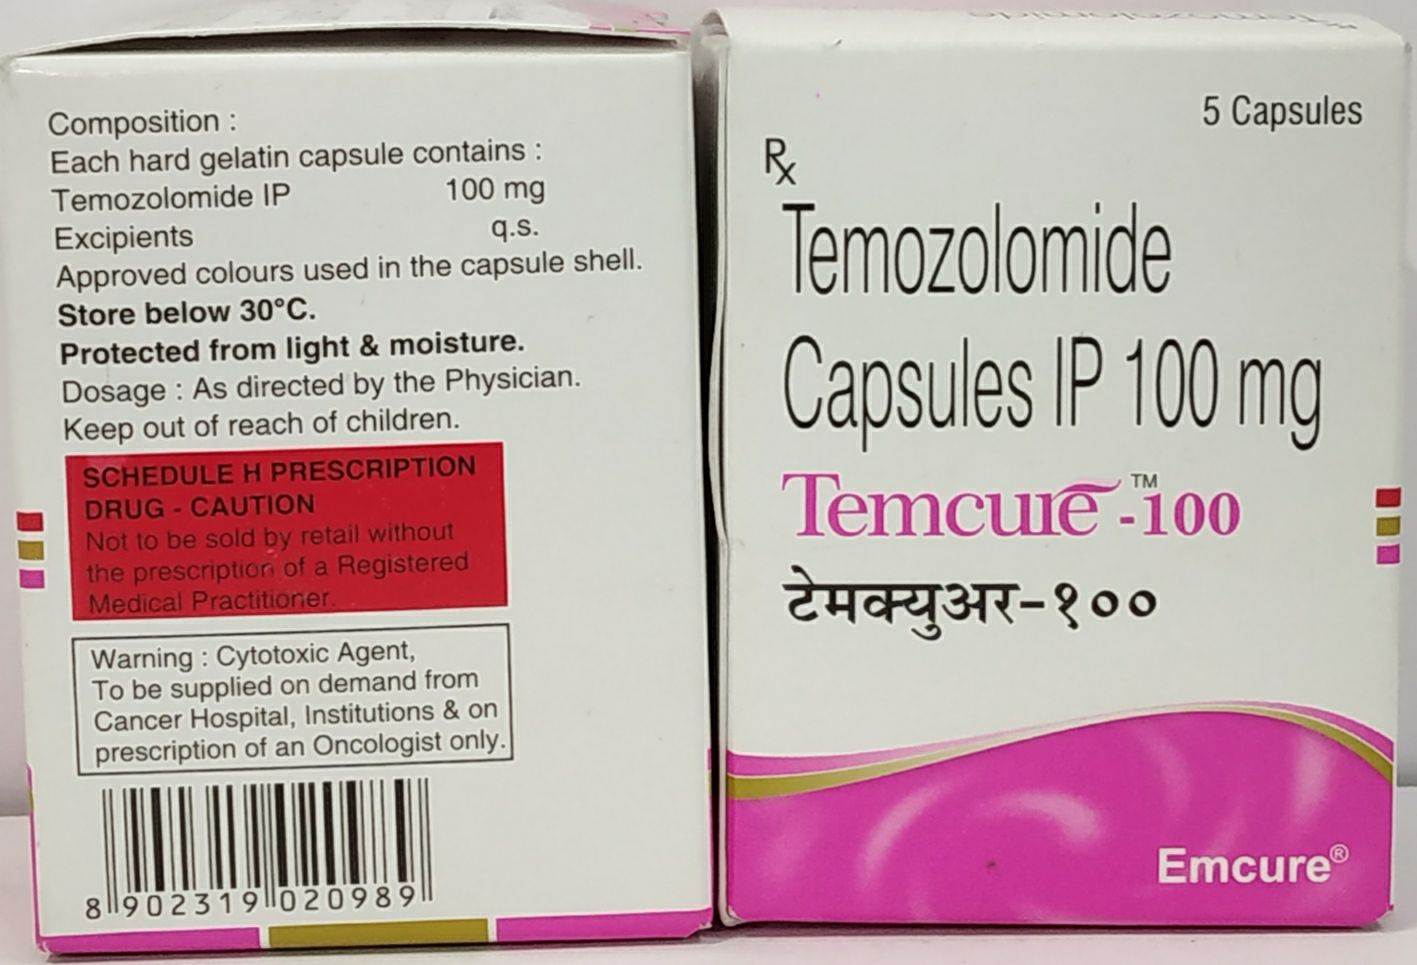 Composition :
Each hard gelatin capsule contains :
Temozolomide IP 100 mg
Excipients q.s.
Approved colours used in the capsule shell.
Store below 30°C.
Protected from light & moisture.
Dosage : As directed by the Physician.
Keep out of reach of children.
SCHEDULE H PRESCRIPTION
DRUG - CAUTION
Not to be sold by retail without
the prescription of a Registered
Medical Practitioner.
Warning : Cytotoxic Agent,
To be supplied on demand from
Cancer Hospital, Institutions & on
prescription of an Oncologist only.
8 902319 020989
5 Capsules
Rx
Temozolomide
Capsules IP 100 mg
Temcure™-100
टेमक्युअर-१००
Emcure®